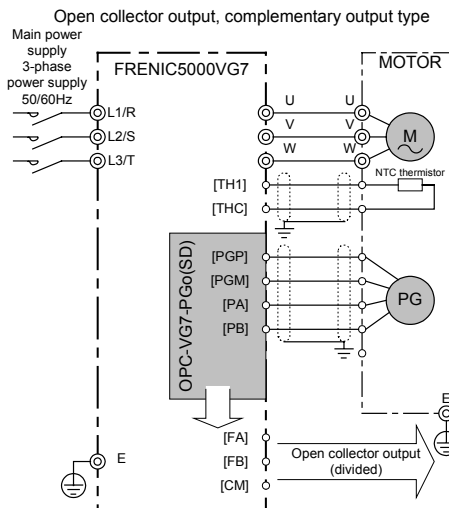 Open collector output, complementary output type
Main power
supply
3-phase
power supply
50/60Hz
FRENIC5000VG7
MOTOR
L1/R
U
U
L2/S
V
V
M
L3/T
W
W
NTC thermistor
[TH1]
[THC]
OPC-VG7-PGo(SD)
[PGP]
[PGM]
[PA]
[PB]
PG
E
[FA]
[FB]
[CM]
Open collector output
(divided)
E